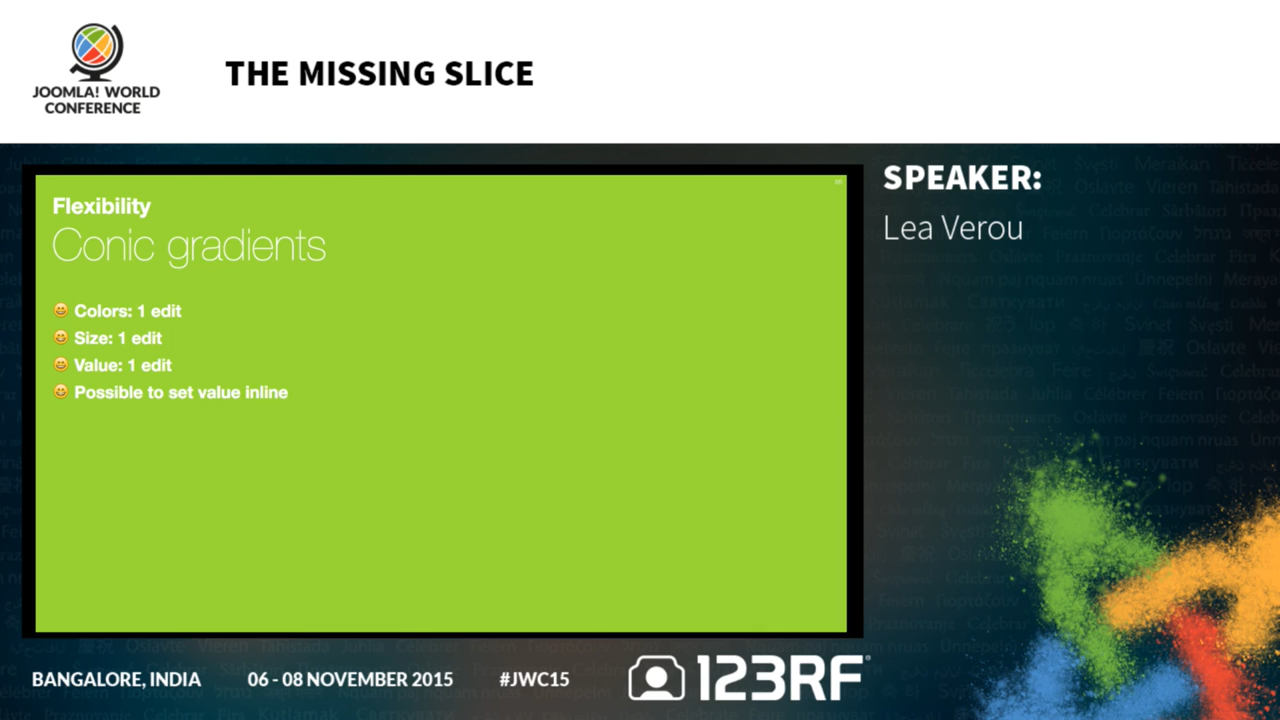 JOOMLA! WORLD
CONFERENCE
THE MISSING SLICE
Flexibility
Conic gradients
😀 Colors: 1 edit
😀 Size: 1 edit
😀 Value: 1 edit
😀 Possible to set value inline
SPEAKER:
Lea Verou
BANGALORE, INDIA
06 - 08 NOVEMBER 2015
#JWC15
123RF®